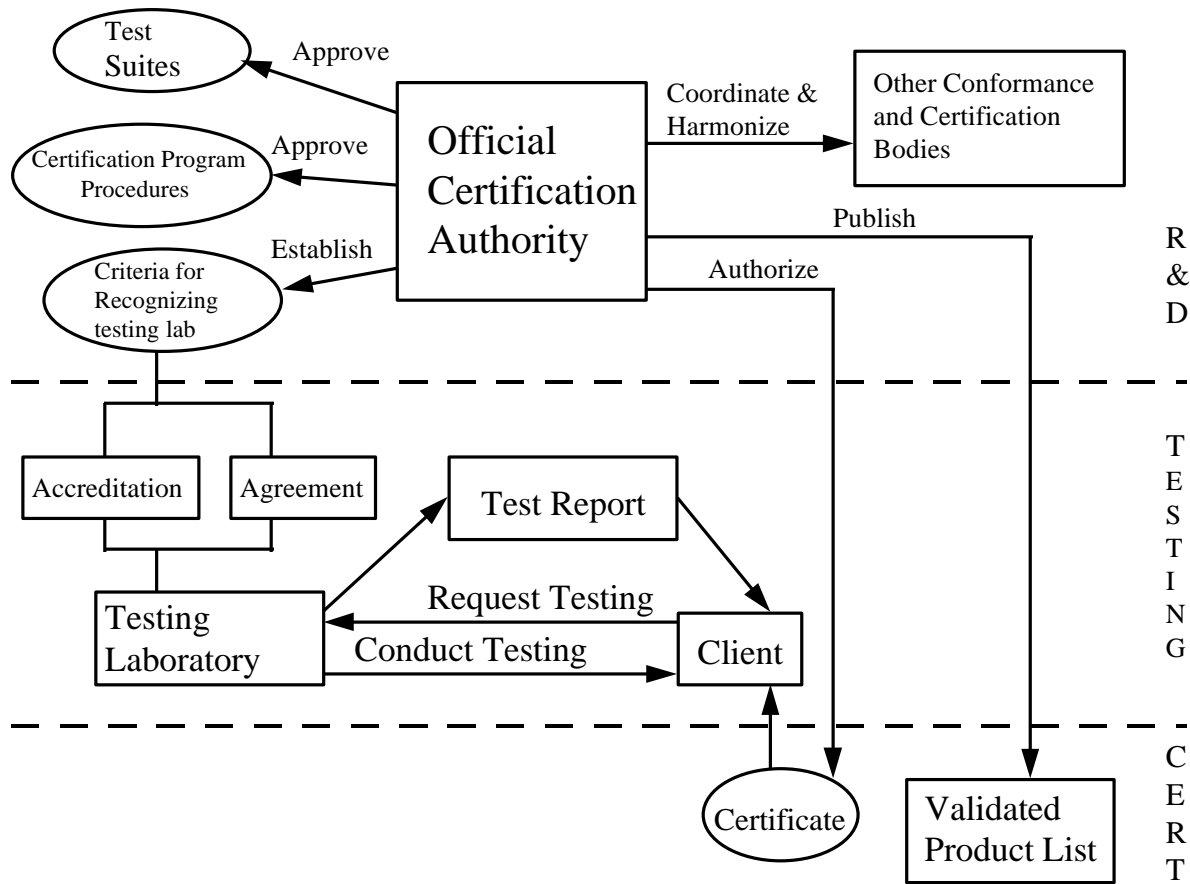 Test
Suites
Approve
Certification Program
Procedures
Approve
Criteria for
Recognizing
testing lab
Establish
Official
Certification
Authority
Coordinate &
Harmonize
Other Conformance
and Certification
Bodies
Publish
Authorize
R
&
D
Accreditation
Agreement
Test Report
Testing
Laboratory
Request Testing
Conduct Testing
Client
T
E
S
T
I
N
G
Certificate
Validated
Product List
C
E
R
T